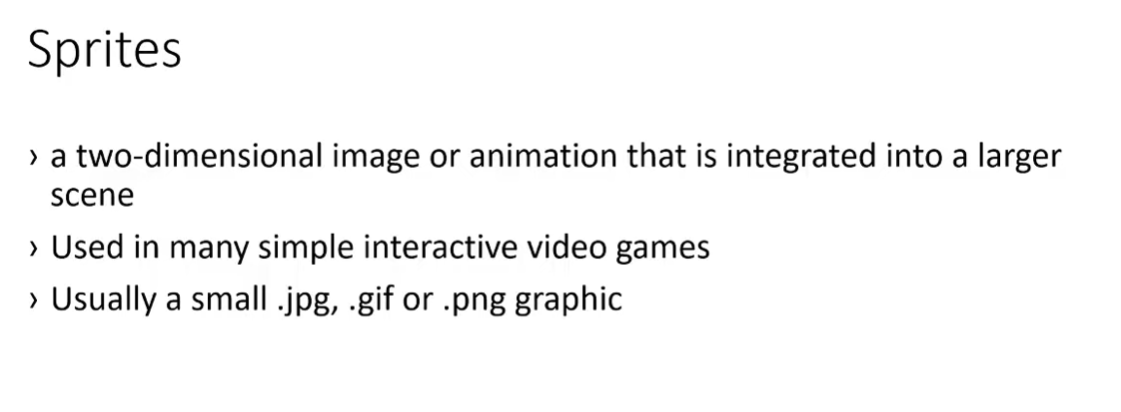 Sprites
› a two-dimensional image or animation that is integrated into a larger
scene
› Used in many simple interactive video games
› Usually a small .jpg, .gif or .png graphic